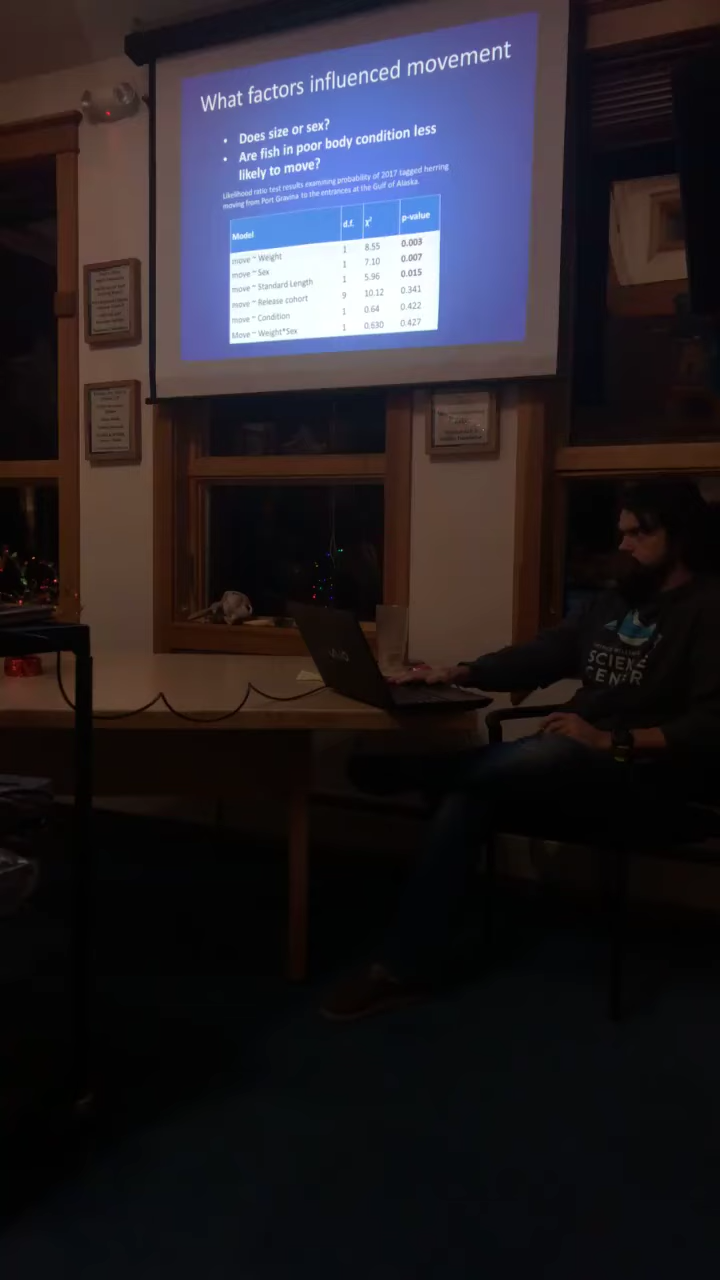 What factors influenced movement
• Does size or sex?
• Are fish in poor body condition less
likely to move?
Likelihood ratio test results examining probability of 2017 tagged herring
moving from Port Gravina to the entrances at the Gulf of Alaska.
Model d.f. χ² p-value
move ~ Weight 1 8.55 0.003
move ~ Sex 1 7.10 0.007
move ~ Standard Length 1 5.96 0.015
move ~ Release cohort 9 10.12 0.341
move ~ Condition 1 0.64 0.422
Move ~ Weight*Sex 1 0.630 0.427
VAIO
SCIENCE
CENTER